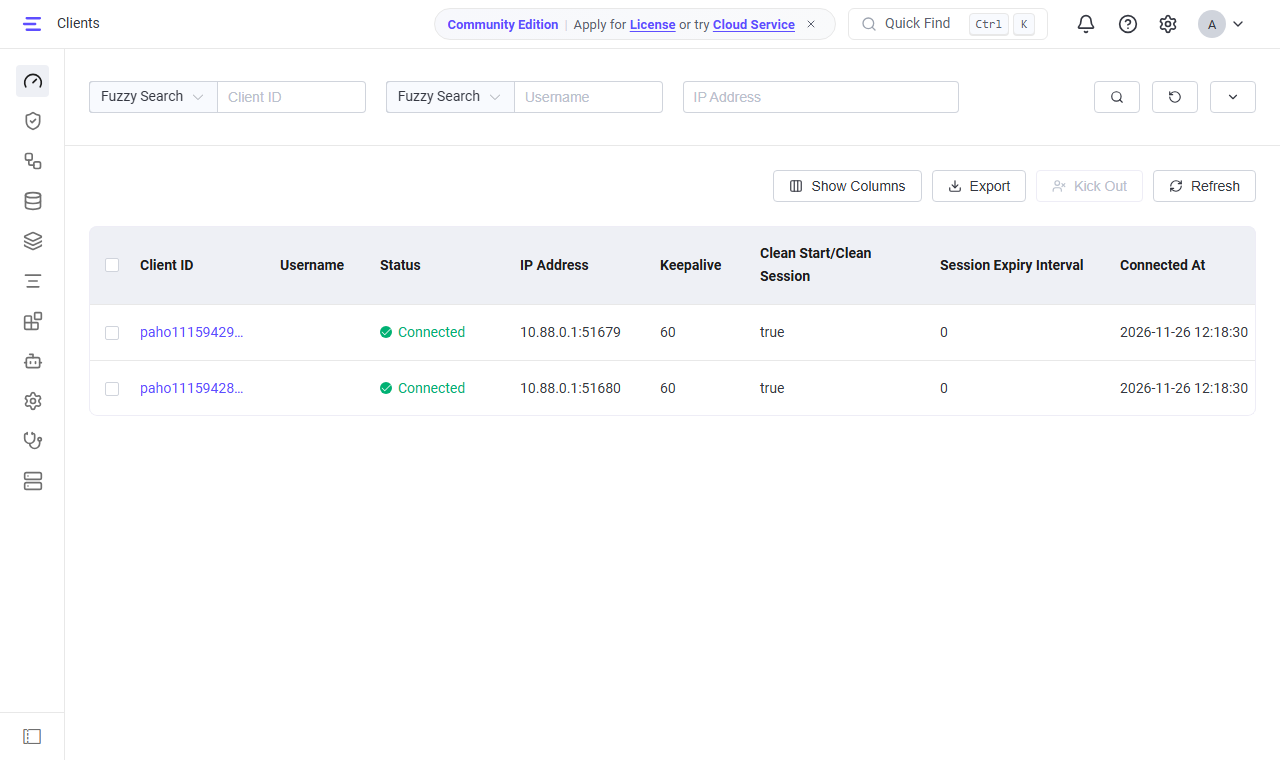 Clients
Community Edition | Apply for License or try Cloud Service
Quick Find Ctrl K
A
Fuzzy Search Client ID Fuzzy Search Username IP Address
Show Columns Export Kick Out Refresh
Client ID Username Status IP Address Keepalive Clean Start/Clean Session Session Expiry Interval Connected At
paho11159429... Connected 10.88.0.1:51679 60 true 0 2026-11-26 12:18:30
paho11159428... Connected 10.88.0.1:51680 60 true 0 2026-11-26 12:18:30